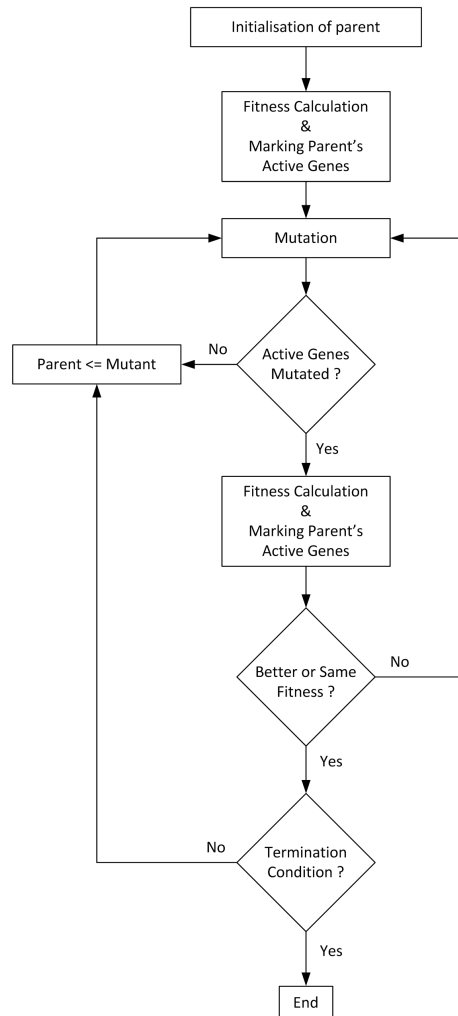 Initialisation of parent
Fitness Calculation
&
Marking Parent's
Active Genes
Mutation
No
Active Genes
Mutated ?
Parent <= Mutant
Yes
Fitness Calculation
&
Marking Parent's
Active Genes
Better or Same
Fitness ?
No
Yes
No
Termination
Condition ?
Yes
End